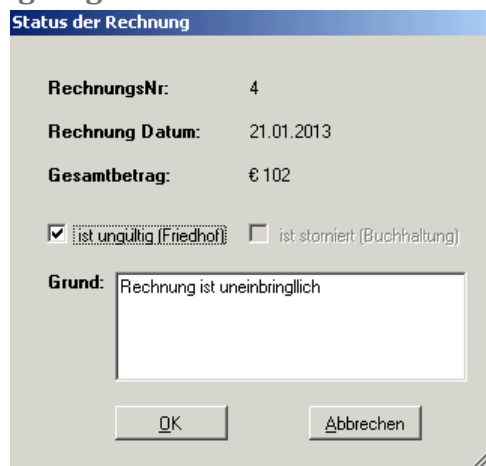 Status der Rechnung
RechnungsNr: 4
Rechnung Datum: 21.01.2013
Gesamtbetrag: € 102
ist ungültig (Friedhof) ist storniert (Buchhaltung)
Grund: Rechnung ist uneinbringllich
OK Abbrechen